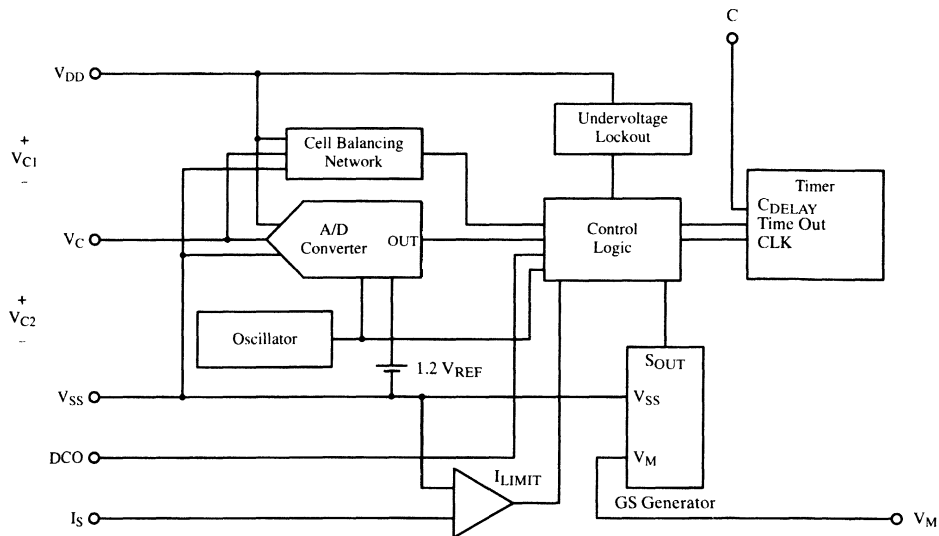 C
V_DD
Undervoltage
Lockout
+
V_C1
–
Cell Balancing
Network
Timer
C_DELAY
Time Out
CLK
V_C
A/D
Converter
OUT
Control
Logic
+
V_C2
–
Oscillator
1.2 V_REF
S_OUT
V_SS
V_SS
DCO
V_M
I_LIMIT
GS Generator
I_S
V_M